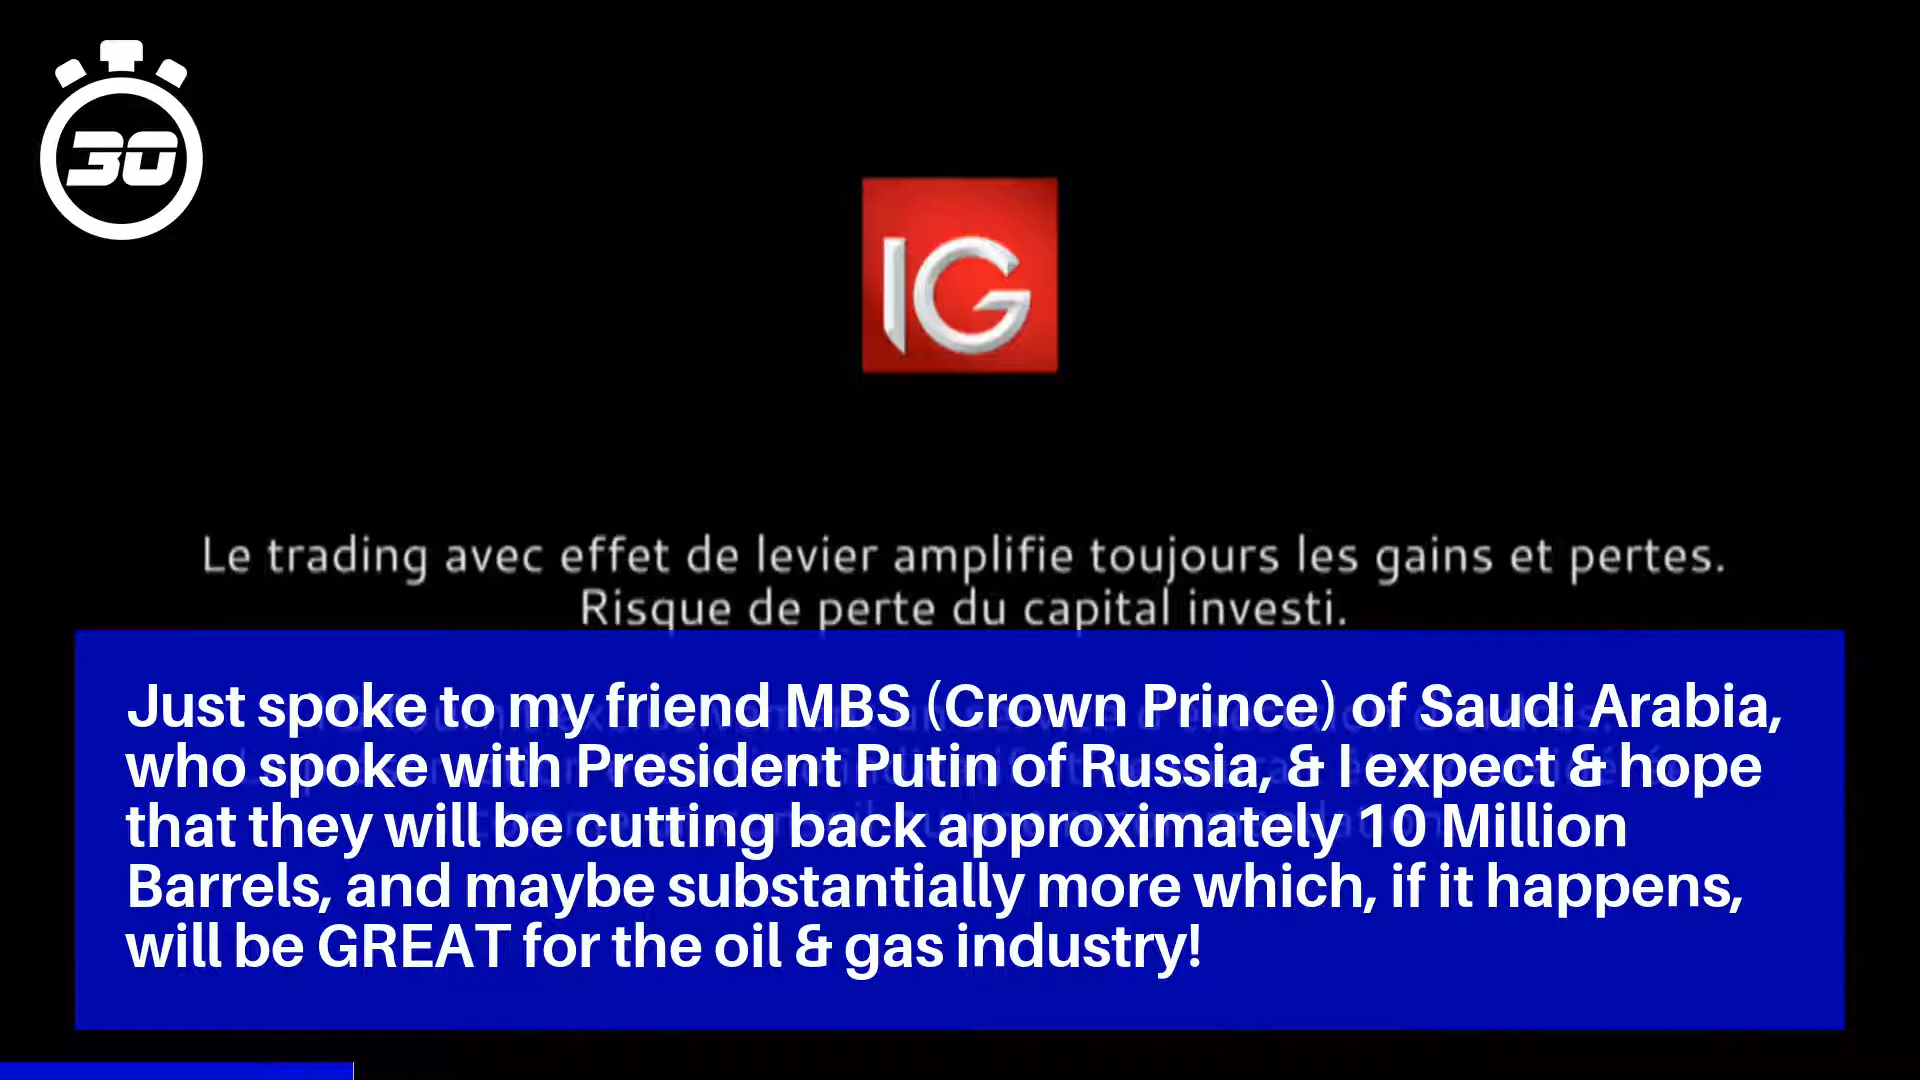 30
IG
Le trading avec effet de levier amplifie toujours les gains et pertes.
Risque de perte du capital investi.
Just spoke to my friend MBS (Crown Prince) of Saudi Arabia,
who spoke with President Putin of Russia, & I expect & hope
that they will be cutting back approximately 10 Million
Barrels, and maybe substantially more which, if it happens,
will be GREAT for the oil & gas industry!